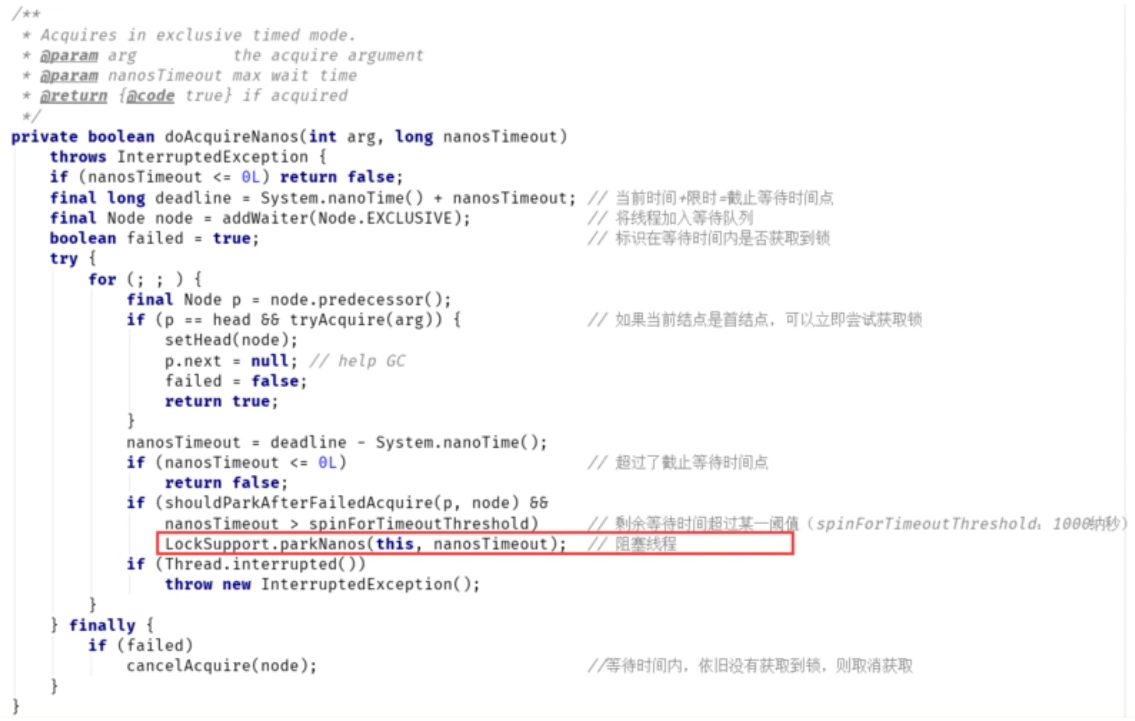 /**
 * Acquires in exclusive timed mode.
 * @param arg          the acquire argument
 * @param nanosTimeout max wait time
 * @return {@code true} if acquired
 */
private boolean doAcquireNanos(int arg, long nanosTimeout)
    throws InterruptedException {
    if (nanosTimeout <= 0L) return false;
    final long deadline = System.nanoTime() + nanosTimeout; // 当前时间+限时=截止等待时间点
    final Node node = addWaiter(Node.EXCLUSIVE);            // 将线程加入等待队列
    boolean failed = true;                                  // 标识在等待时间内是否获取到锁
    try {
        for (; ; ) {
            final Node p = node.predecessor();
            if (p == head && tryAcquire(arg)) {             // 如果当前结点是首结点，可以立即尝试获取锁
                setHead(node);
                p.next = null; // help GC
                failed = false;
                return true;
            }
            nanosTimeout = deadline - System.nanoTime();
            if (nanosTimeout <= 0L)                         // 超过了截止等待时间点
                return false;
            if (shouldParkAfterFailedAcquire(p, node) &&
                nanosTimeout > spinForTimeoutThreshold)     // 剩余等待时间超过某一阈值（spinForTimeoutThreshold：1000纳秒）
                LockSupport.parkNanos(this, nanosTimeout);  // 阻塞线程
            if (Thread.interrupted())
                throw new InterruptedException();
        }
    } finally {
        if (failed)
            cancelAcquire(node);                            //等待时间内，依旧没有获取到锁，则取消获取
    }
}